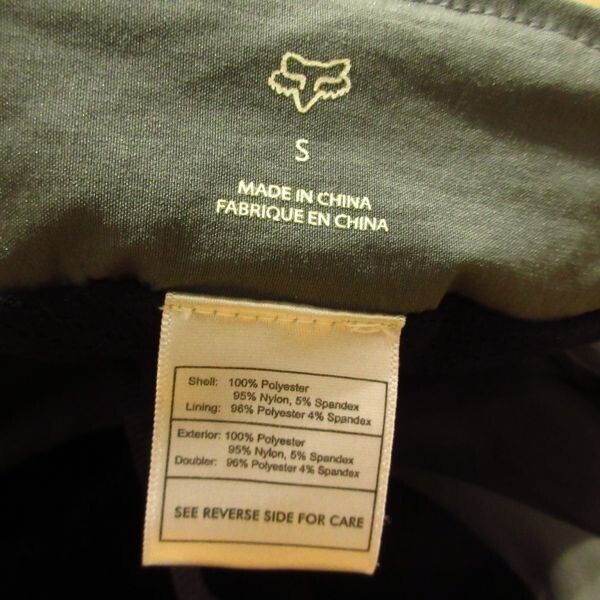 S
MADE IN CHINA
FABRIQUE EN CHINA
Shell: 100% Polyester
95% Nylon, 5% Spandex
Lining: 96% Polyester 4% Spandex
Exterior: 100% Polyester
95% Nylon, 5% Spandex
Doubler: 96% Polyester 4% Spandex
SEE REVERSE SIDE FOR CARE